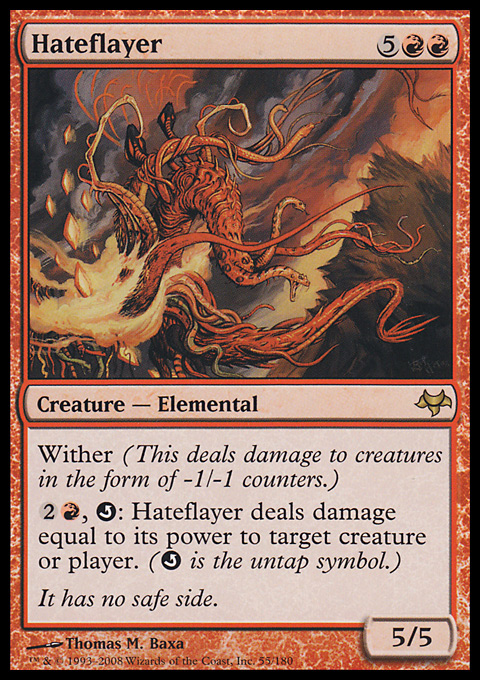 Hateflayer 5
Creature — Elemental
Wither (This deals damage to creatures
in the form of -1/-1 counters.)
2 , : Hateflayer deals damage
equal to its power to target creature
or player. ( is the untap symbol.)
It has no safe side.
5/5
Thomas M. Baxa
™ & © 1993-2008 Wizards of the Coast, Inc. 55/180